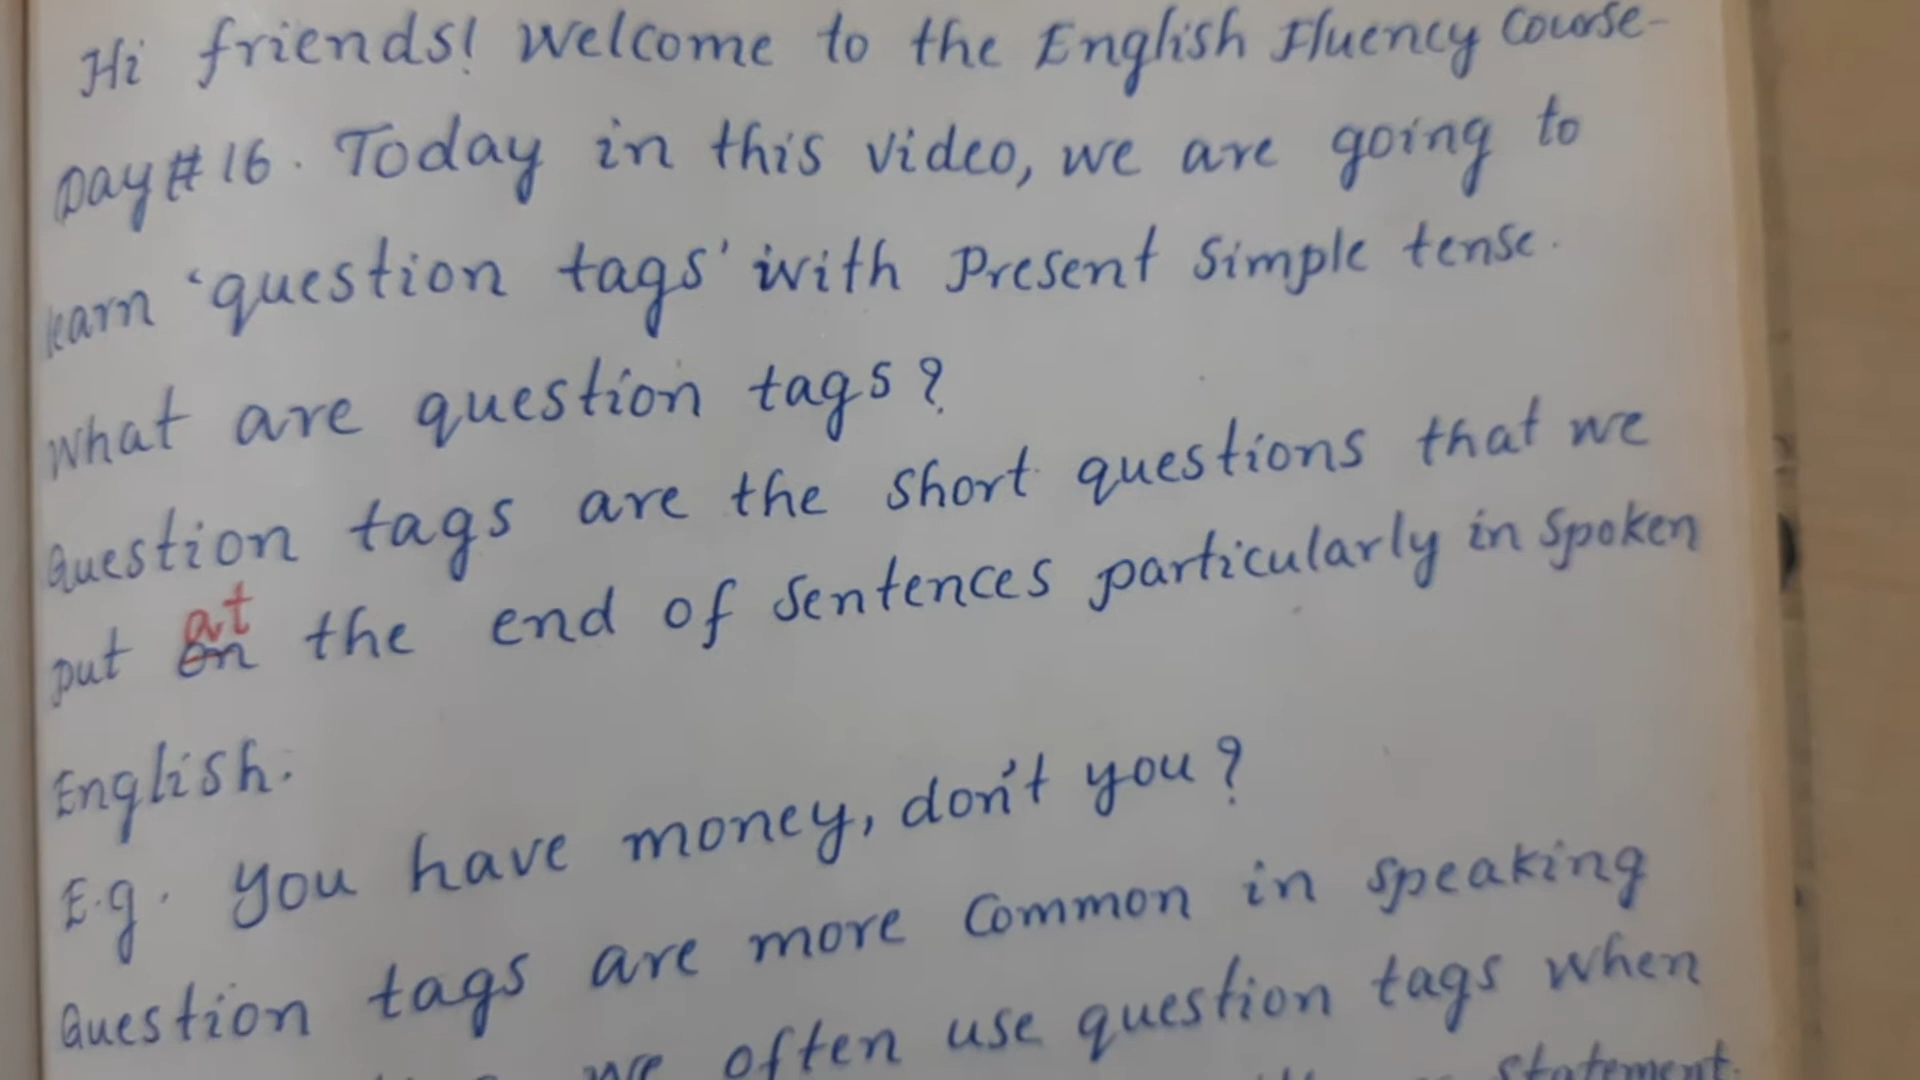 Hi friends! Welcome to the English Fluency Course-
Day # 16. Today in this video, we are going to
learn 'question tags' with Present Simple tense.
What are question tags?
Question tags are the short questions that we
at
put on the end of sentences particularly in spoken
English.
E.g. you have money, don't you?
Question tags are more common in speaking
we often use question tags when
statement.